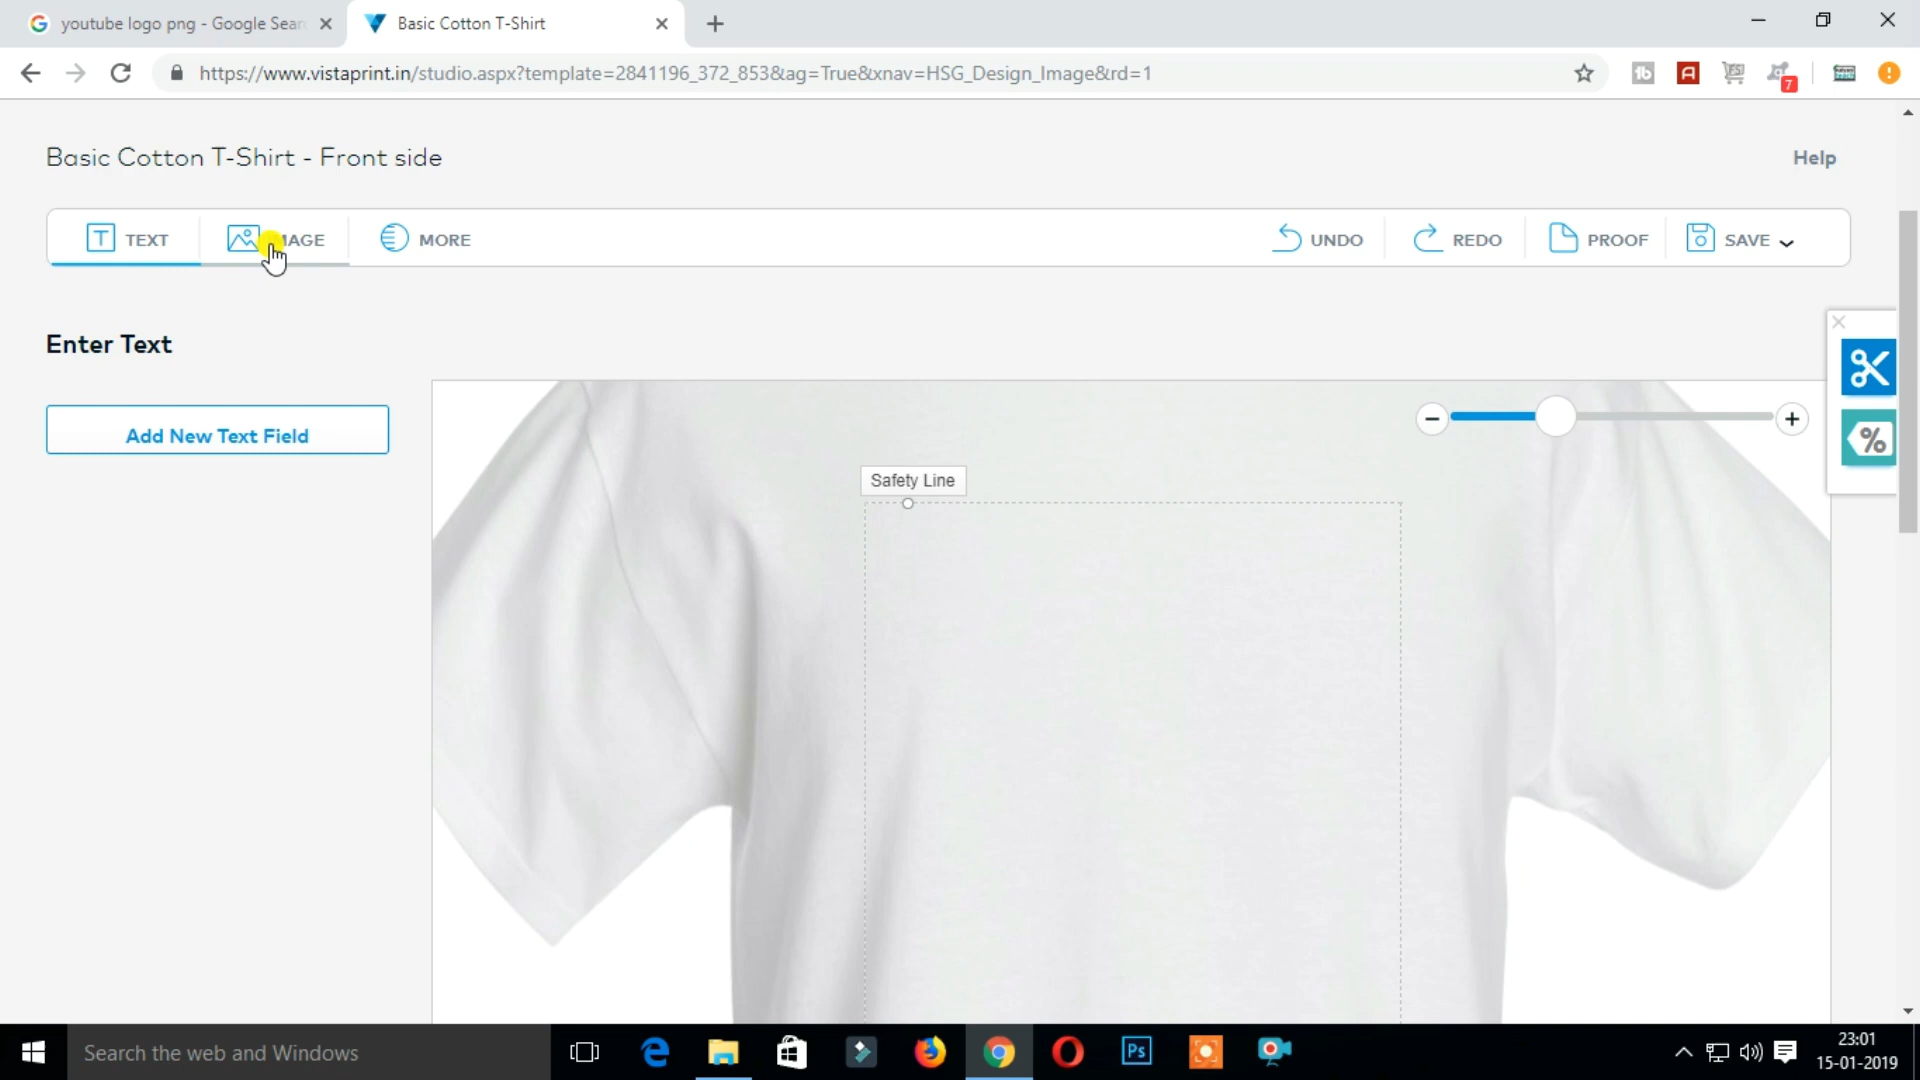 youtube logo png - Google Sear
Basic Cotton T-Shirt
https://www.vistaprint.in/studio.aspx?template=2841196_372_853&ag=True&xnav=HSG_Design_Image&rd=1
7
Basic Cotton T-Shirt - Front side
Help
TEXT
AGE
MORE
UNDO
REDO
PROOF
SAVE
Enter Text
Add New Text Field
Safety Line
%
Search the web and Windows
Ps
23:01
15-01-2019